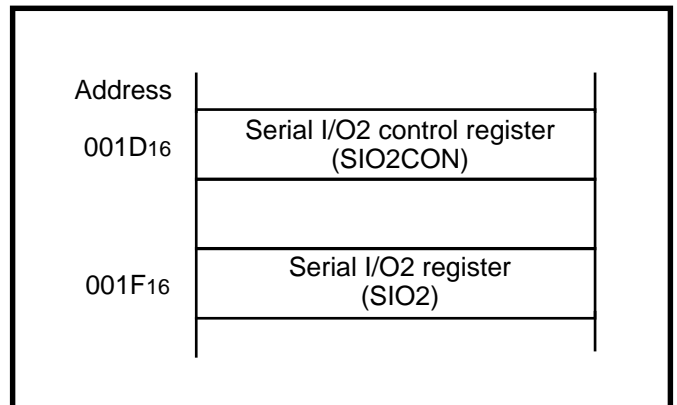 Address
001D16
Serial I/O2 control register
(SIO2CON)
001F16
Serial I/O2 register
(SIO2)